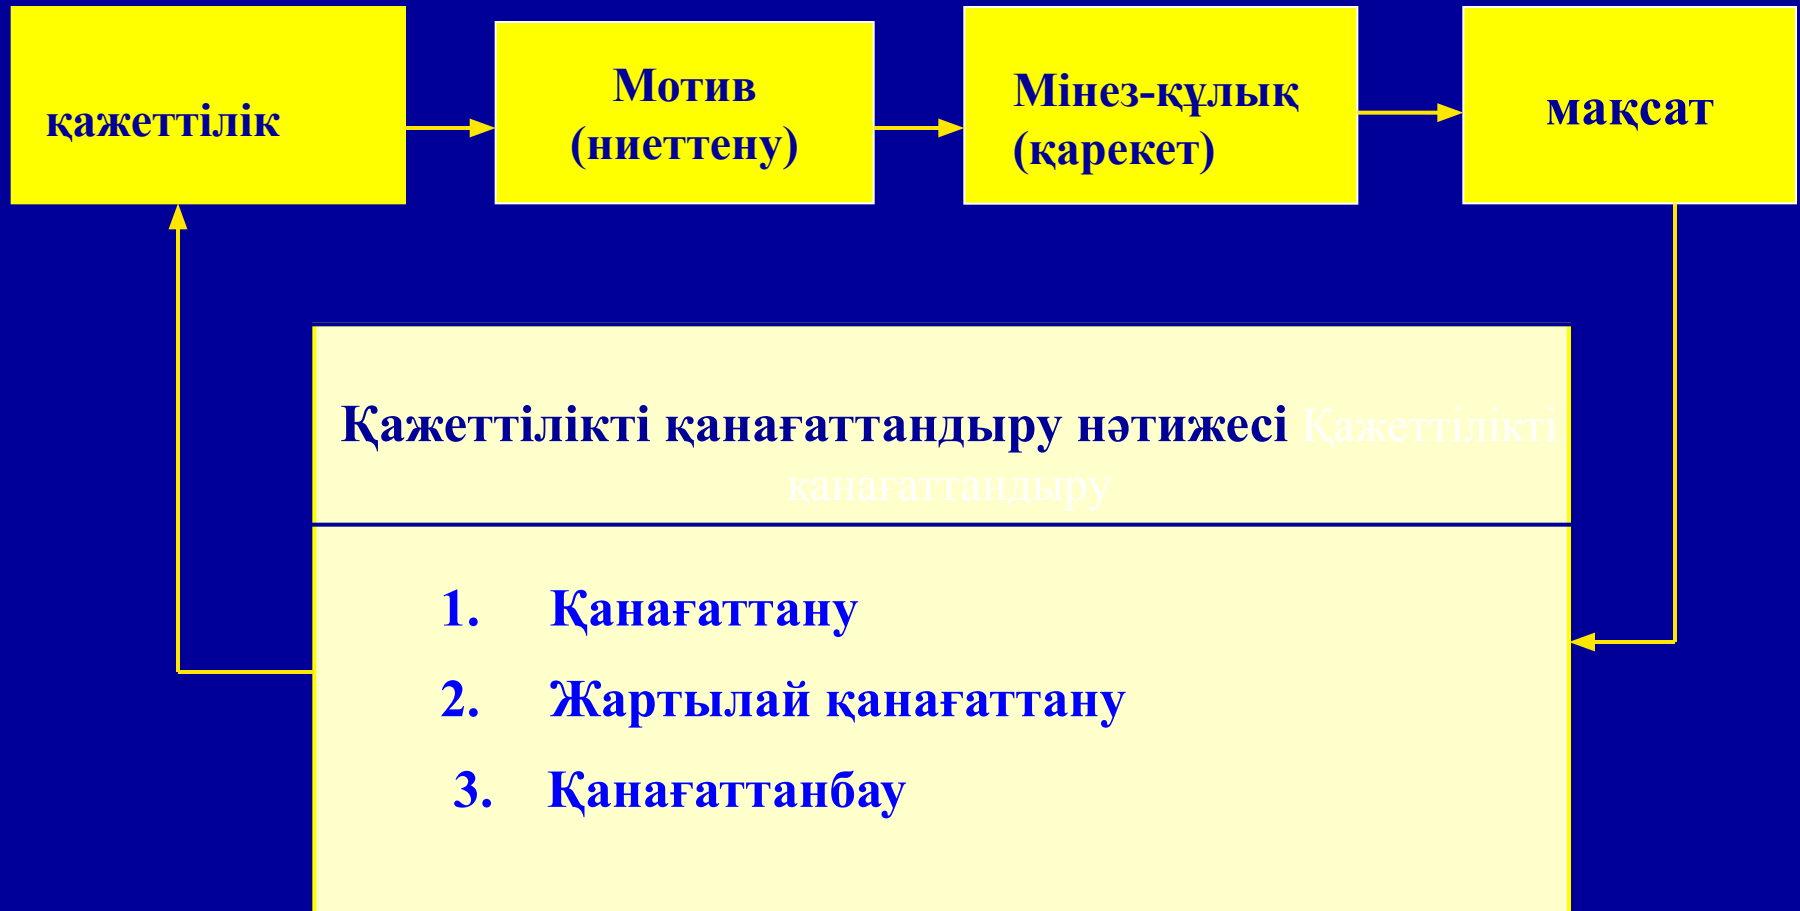 қажеттілік
Мотив
(ниеттену)
Мінез-құлық
(қарекет)
мақсат
Қажеттілікті қанағаттандыру нәтижесі Қажеттілікті
қанағаттандыру
1. Қанағаттану
2. Жартылай қанағаттану
3. Қанағаттанбау